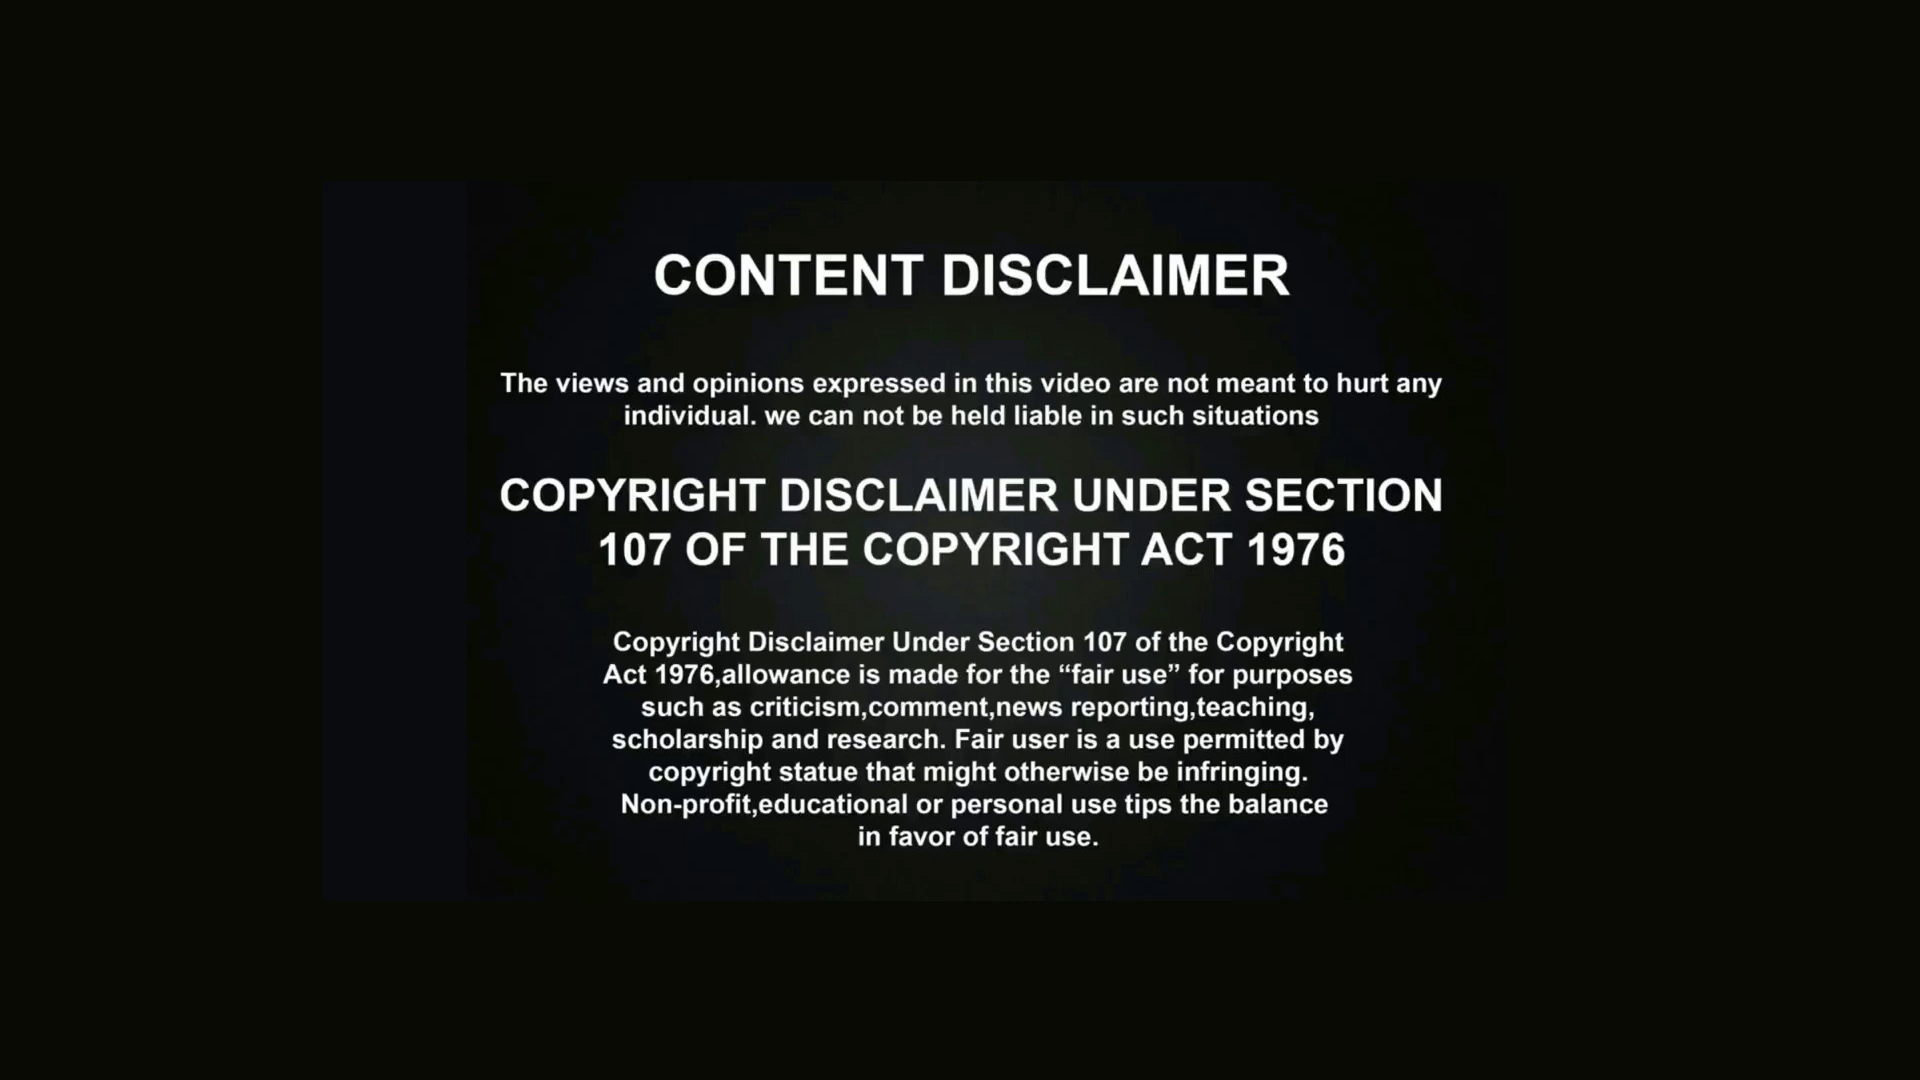 CONTENT DISCLAIMER
The views and opinions expressed in this video are not meant to hurt any
individual. we can not be held liable in such situations
COPYRIGHT DISCLAIMER UNDER SECTION
107 OF THE COPYRIGHT ACT 1976
Copyright Disclaimer Under Section 107 of the Copyright
Act 1976,allowance is made for the “fair use” for purposes
such as criticism,comment,news reporting,teaching,
scholarship and research. Fair user is a use permitted by
copyright statue that might otherwise be infringing.
Non-profit,educational or personal use tips the balance
in favor of fair use.